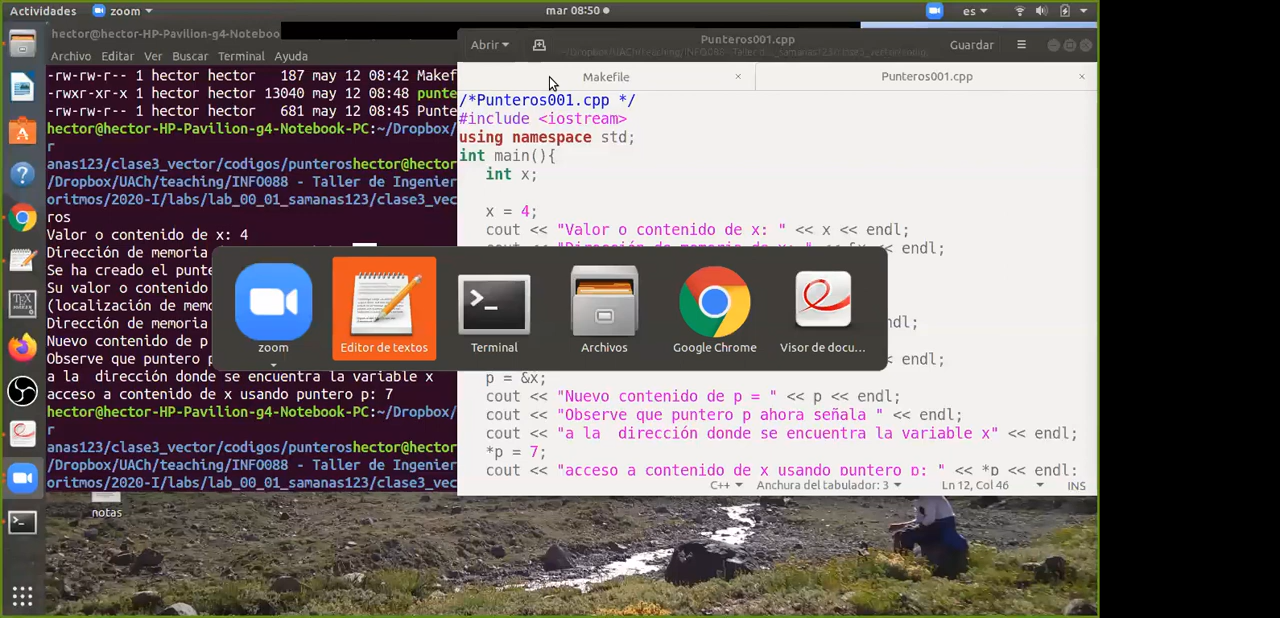 Actividades
zoom
mar 08:50
es
hector@hector-HP-Pavilion-g4-Notebo
Archivo Editar Ver Buscar Terminal Ayuda
-rw-rw-r-- 1 hector hector 187 may 12 08:42 Makef
-rwxr-xr-x 1 hector hector 13040 may 12 08:48 punte
-rw-rw-r-- 1 hector hector 681 may 12 08:45 Punte
hector@hector-HP-Pavilion-g4-Notebook-PC:~/Dropbox/
r
anas123/clase3_vector/codigos/punteroshector@hector
/Dropbox/UACh/teaching/INFO088 - Taller de Ingenier
oritmos/2020-I/labs/lab_00_01_samanas123/clase3_vec
ros
Valor o contenido de x: 4
Dirección de memoria
Se ha creado el punte
Su valor o contenido
(localización de memo
Dirección de memoria
Nuevo contenido de p
Observe que puntero p
a la  dirección donde se encuentra la variable x
acceso a contenido de x usando puntero p: 7
hector@hector-HP-Pavilion-g4-Notebook-PC:~/Dropbox/
r
anas123/clase3_vector/codigos/punteroshector@hector
/Dropbox/UACh/teaching/INFO088 - Taller de Ingenier
oritmos/2020-I/labs/lab_00_01_samanas123/clase3_vec
Abrir
Punteros001.cpp
Guardar
Makefile
Punteros001.cpp
/*Punteros001.cpp */
#include <iostream>
using namespace std;
int main(){
int x;
x = 4;
cout << "Valor o contenido de x: " << x << endl;
cout << "Dirección de memoria de x: " << &x << endl;
endl;
<< endl;
p = &x;
cout << "Nuevo contenido de p = " << p << endl;
cout << "Observe que puntero p ahora señala " << endl;
cout << "a la  dirección donde se encuentra la variable x" << endl;
*p = 7;
cout << "acceso a contenido de x usando puntero p: " << *p << endl;
C++
Anchura del tabulador: 3
Ln 12, Col 46
INS
zoom
Editor de textos
Terminal
Archivos
Google Chrome
Visor de docu...
notas